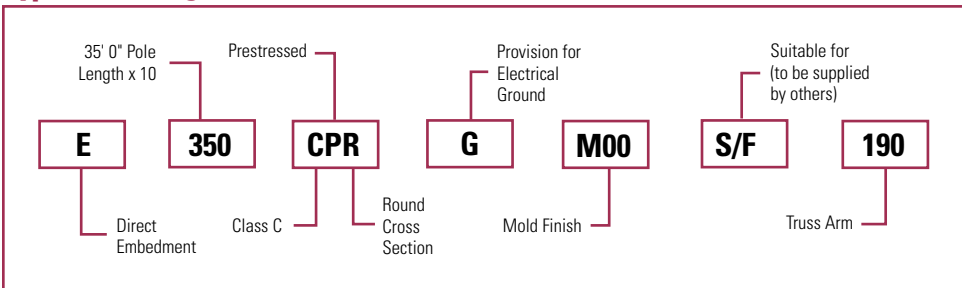 35' 0" Pole
Length x 10
Prestressed
Provision for
Electrical
Ground
Suitable for
(to be supplied
by others)
E
350
CPR
G
M00
S/F
190
Direct
Embedment
Class C
Round
Cross
Section
Mold Finish
Truss Arm